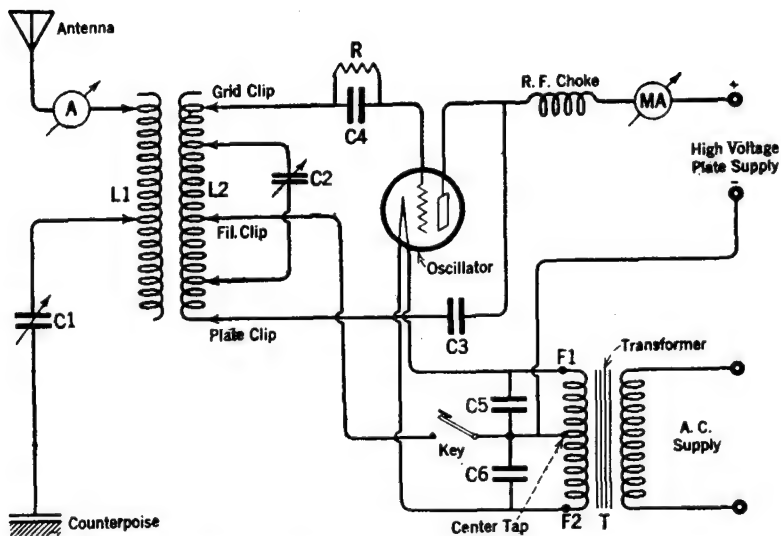 Antenna
A
L1
Counterpoise
C1
Grid Clip
L2
C2
Fil. Clip
Plate Clip
R
C4
Oscillator
C3
R.F. Choke
MA
+
High Voltage
Plate Supply
-
F1
Transformer
C5
Key
C6
Center Tap
F2
T
A. C.
Supply